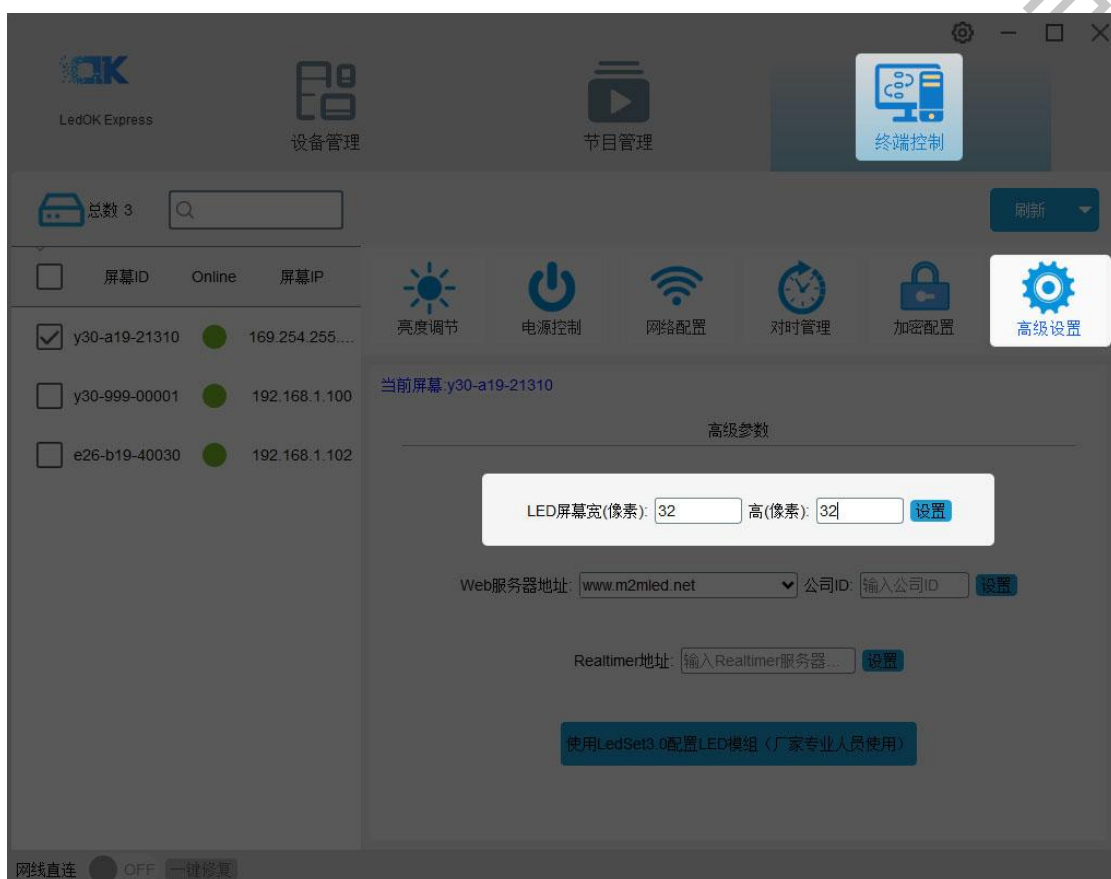 LedOK Express
设备管理
节目管理
终端控制
总数 3
刷新
屏幕ID Online 屏幕IP
亮度调节 电源控制 网络配置 对时管理 加密配置 高级设置
y30-a19-21310 169.254.255....
y30-999-00001 192.168.1.100
e26-b19-40030 192.168.1.102
当前屏幕:y30-a19-21310
高级参数
LED屏幕宽(像素): 32 高(像素): 32 设置
Web服务器地址: www.m2mled.net 公司ID: 输入公司ID 设置
Realtimer地址: 输入Realtimer服务器... 设置
使用LedSet3.0配置LED模组（厂家专业人员使用）
网线直连 OFF 一键修复